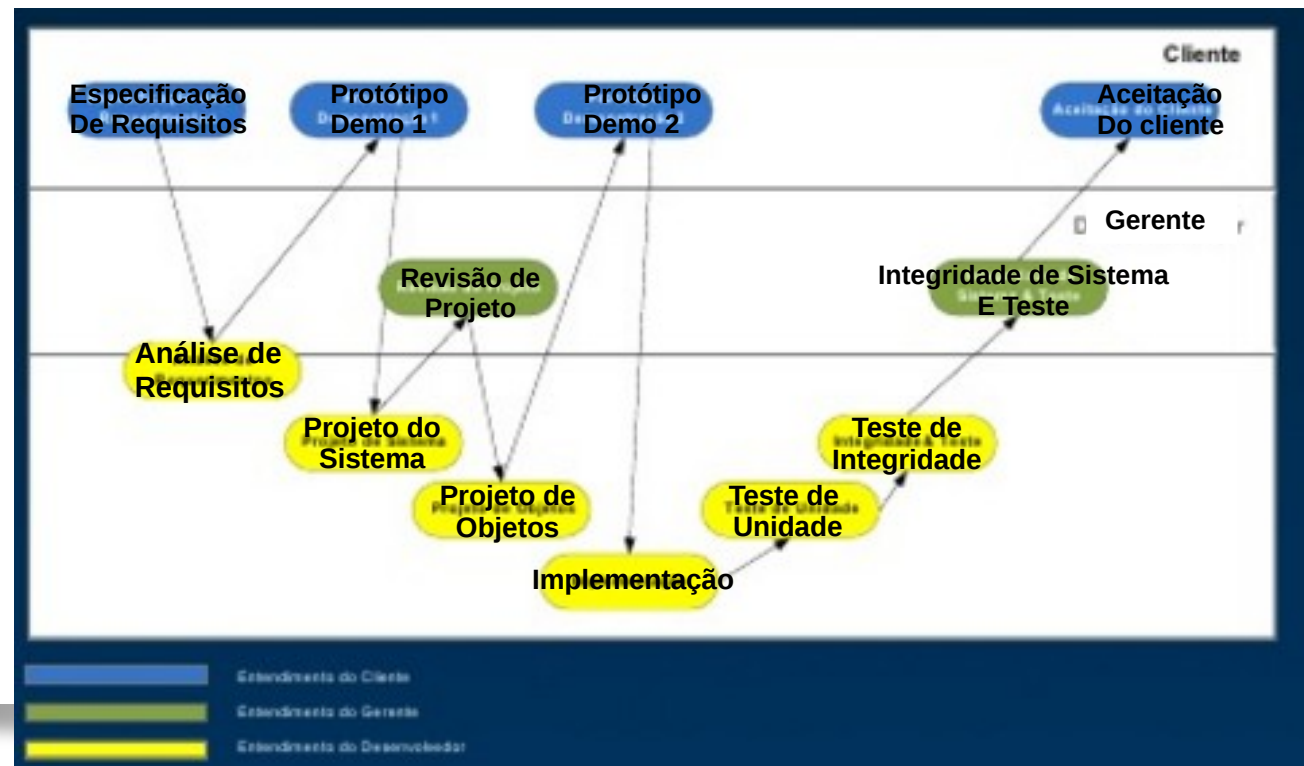 Cliente
Especificação
De Requisitos
Protótipo
Demo 1
Protótipo
Demo 2
Aceitação
Do cliente
Gerente
Revisão de
Projeto
Integridade de Sistema
E Teste
Análise de
Requisitos
Projeto do
Sistema
Teste de
Integridade
Projeto de
Objetos
Teste de
Unidade
Implementação
Entendimento do Cliente
Entendimento do Gerente
Entendimento do Desenvolvedor